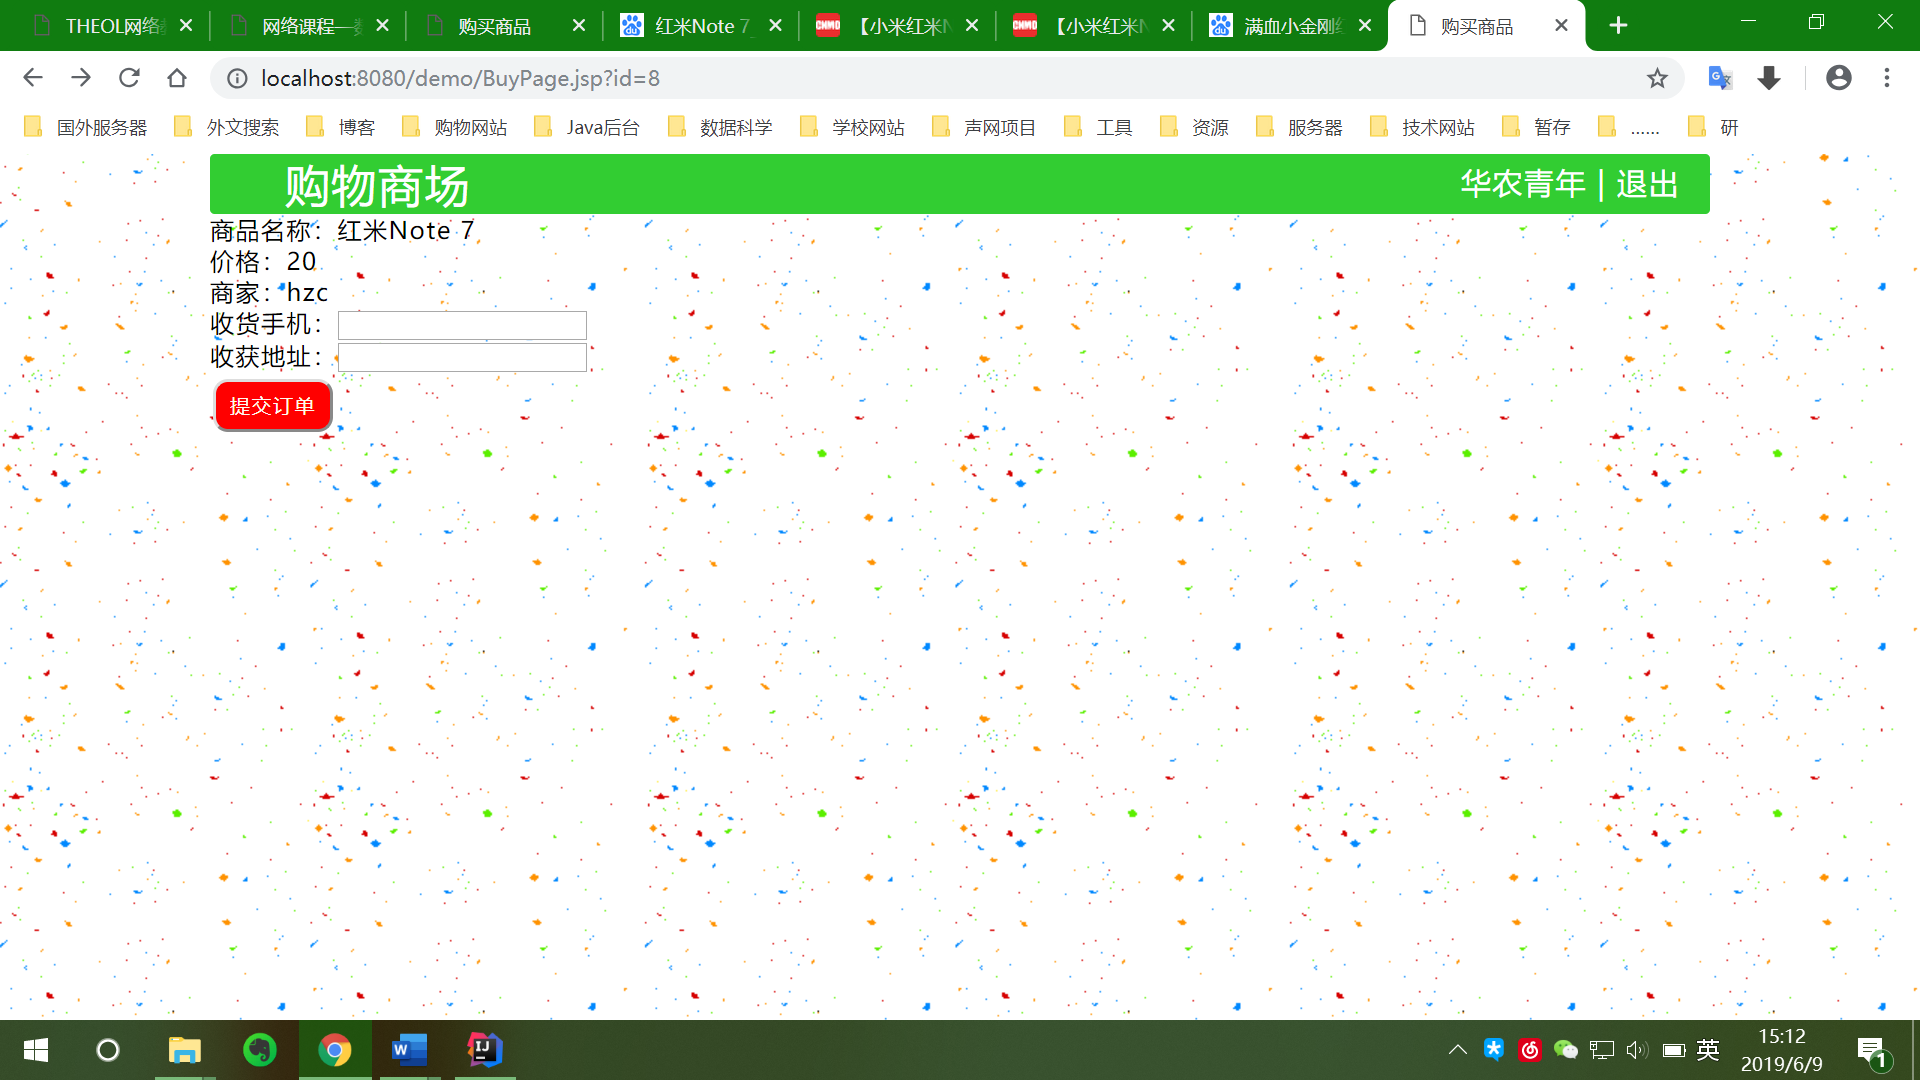 THEOL网络
网络课程——
购买商品
红米Note 7
【小米红米N
【小米红米N
满血小金刚
购买商品
localhost:8080/demo/BuyPage.jsp?id=8
国外服务器
外文搜索
博客
购物网站
Java后台
数据科学
学校网站
声网项目
工具
资源
服务器
技术网站
暂存
......
研
购物商场
华农青年 | 退出
商品名称：红米Note 7
价格：20
商家：hzc
收货手机：
收获地址：
提交订单
英
15:12
2019/6/9
1